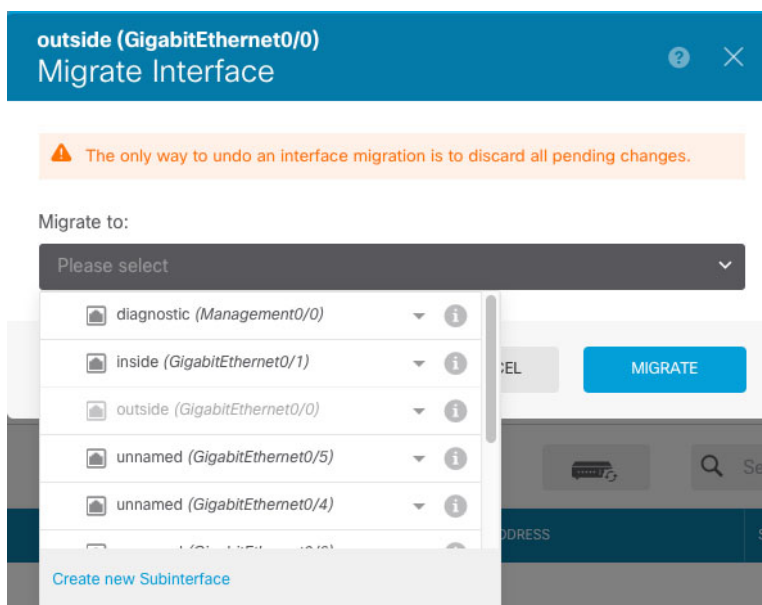 outside (GigabitEthernet0/0)
Migrate Interface
The only way to undo an interface migration is to discard all pending changes.
Migrate to:
Please select
diagnostic (Management0/0)
inside (GigabitEthernet0/1)
MIGRATE
outside (GigabitEthernet0/0)
unnamed (GigabitEthernet0/5)
unnamed (GigabitEthernet0/4)
Create new Subinterface